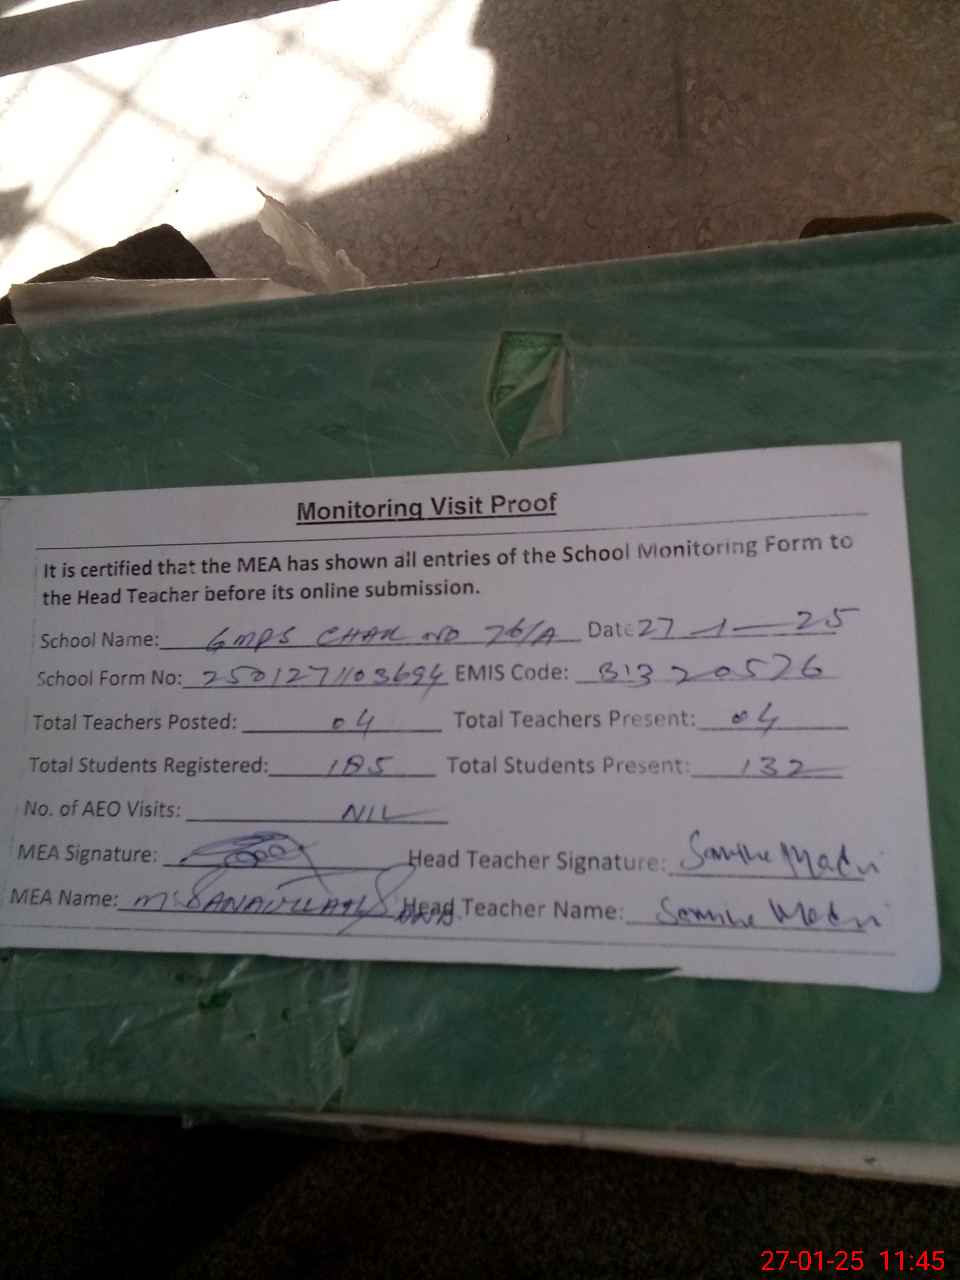 Monitoring Visit Proof
It is certified that the MEA has shown all entries of the School Monitoring Form to
the Head Teacher before its online submission.
School Name: GMPS CHAK NO 76/A Date 27-1-25
School Form No: 250127103694 EMIS Code: 31320526
Total Teachers Posted: 04 Total Teachers Present: 04
Total Students Registered: 185 Total Students Present: 132
No. of AEO Visits: NIL
MEA Signature: Head Teacher Signature:
MEA Name: M SANAULLAH Head Teacher Name:
27-01-25 11:45